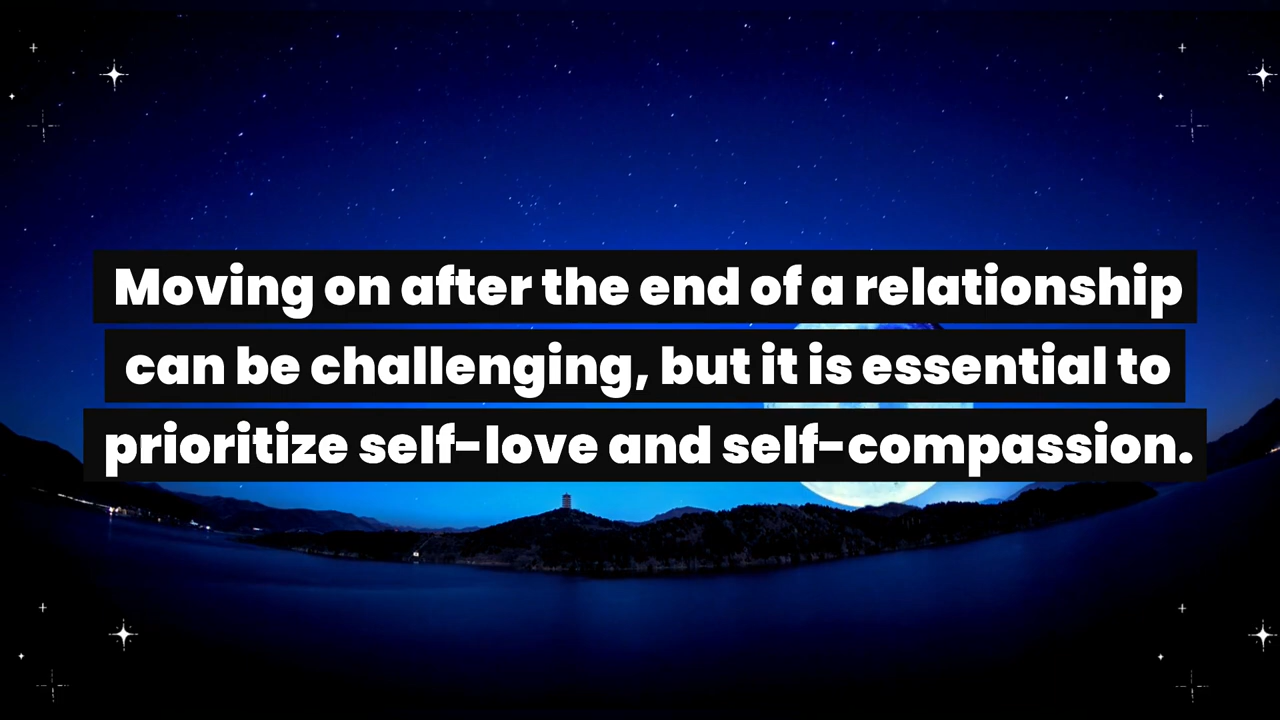 Moving on after the end of a relationship
can be challenging, but it is essential to
prioritize self-love and self-compassion.